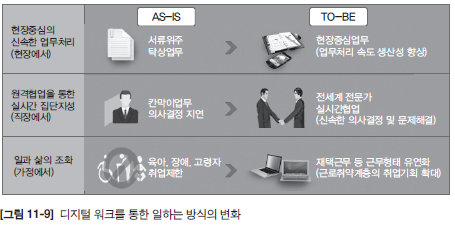 AS-IS
TO-BE
현장중심의
신속한 업무처리
(현장에서)
서류위주
탁상업무
현장중심업무
(업무처리 속도 생산성 향상)
원격협업을 통한
실시간 집단지성
(직장에서)
칸막이업무
의사결정 지연
전세계 전문가
실시간협업
(신속한 의사결정 및 문제해결)
일과 삶의 조화
(가정에서)
육아, 장애, 고령자
취업제한
재택근무 등 근무형태 유연화
(근로취약계층의 취업기회 확대)
[그림 11-9] 디지털 워크를 통한 일하는 방식의 변화